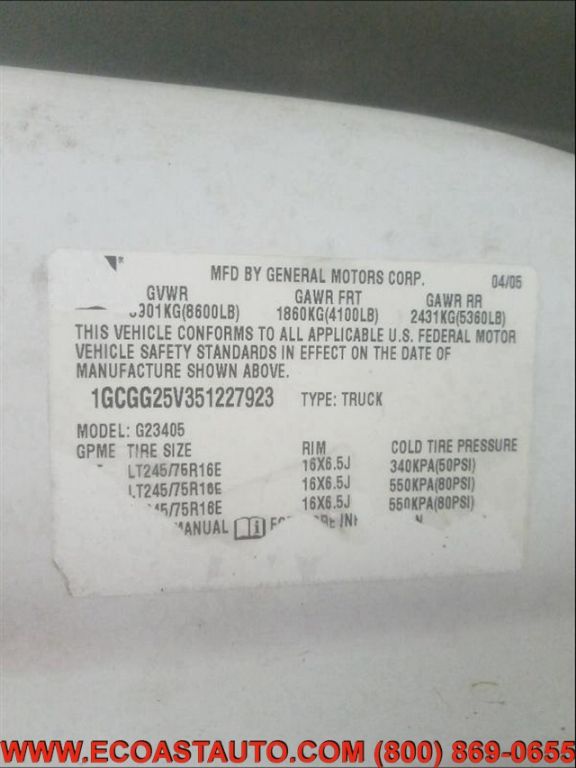 MFD BY GENERAL MOTORS CORP. 04/05
GVWR GAWR FRT GAWR RR
901KG(8600LB) 1860KG(4100LB) 2431KG(5360LB)
THIS VEHICLE CONFORMS TO ALL APPLICABLE U.S. FEDERAL MOTOR
VEHICLE SAFETY STANDARDS IN EFFECT ON THE DATE OF
MANUFACTURE SHOWN ABOVE.
1GCGG25V351227923 TYPE: TRUCK
MODEL: G23405
GPME TIRE SIZE RIM COLD TIRE PRESSURE
LT245/75R16E 16X6.5J 340KPA(50PSI)
LT245/75R16E 16X6.5J 550KPA(80PSI)
45/75R16E 16X6.5J 550KPA(80PSI)
MANUAL
WWW.ECOASTAUTO.COM (800) 869-0655